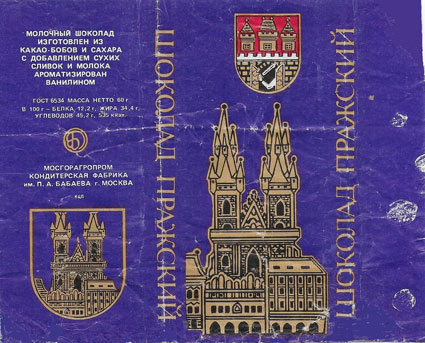 МОЛОЧНЫЙ ШОКОЛАД
ИЗГОТОВЛЕН ИЗ
КАКАО-БОБОВ И САХАРА
С ДОБАВЛЕНИЕМ СУХИХ
СЛИВОК И МОЛОКА
АРОМАТИЗИРОВАН
ВАНИЛИНОМ
ГОСТ 6534 МАССА НЕТТО 60 г
В 100 г – БЕЛКА 12,2 г, ЖИРА 34,4 г,
УГЛЕВОДОВ 45,2 г, 535 ккал.
МОСГОРАГРОПРОМ
КОНДИТЕРСКАЯ ФАБРИКА
им. П. А. БАБАЕВА г. МОСКВА
ШОКОЛАД ПРАЖСКИЙ
ШОКОЛАД ПРАЖСКИЙ